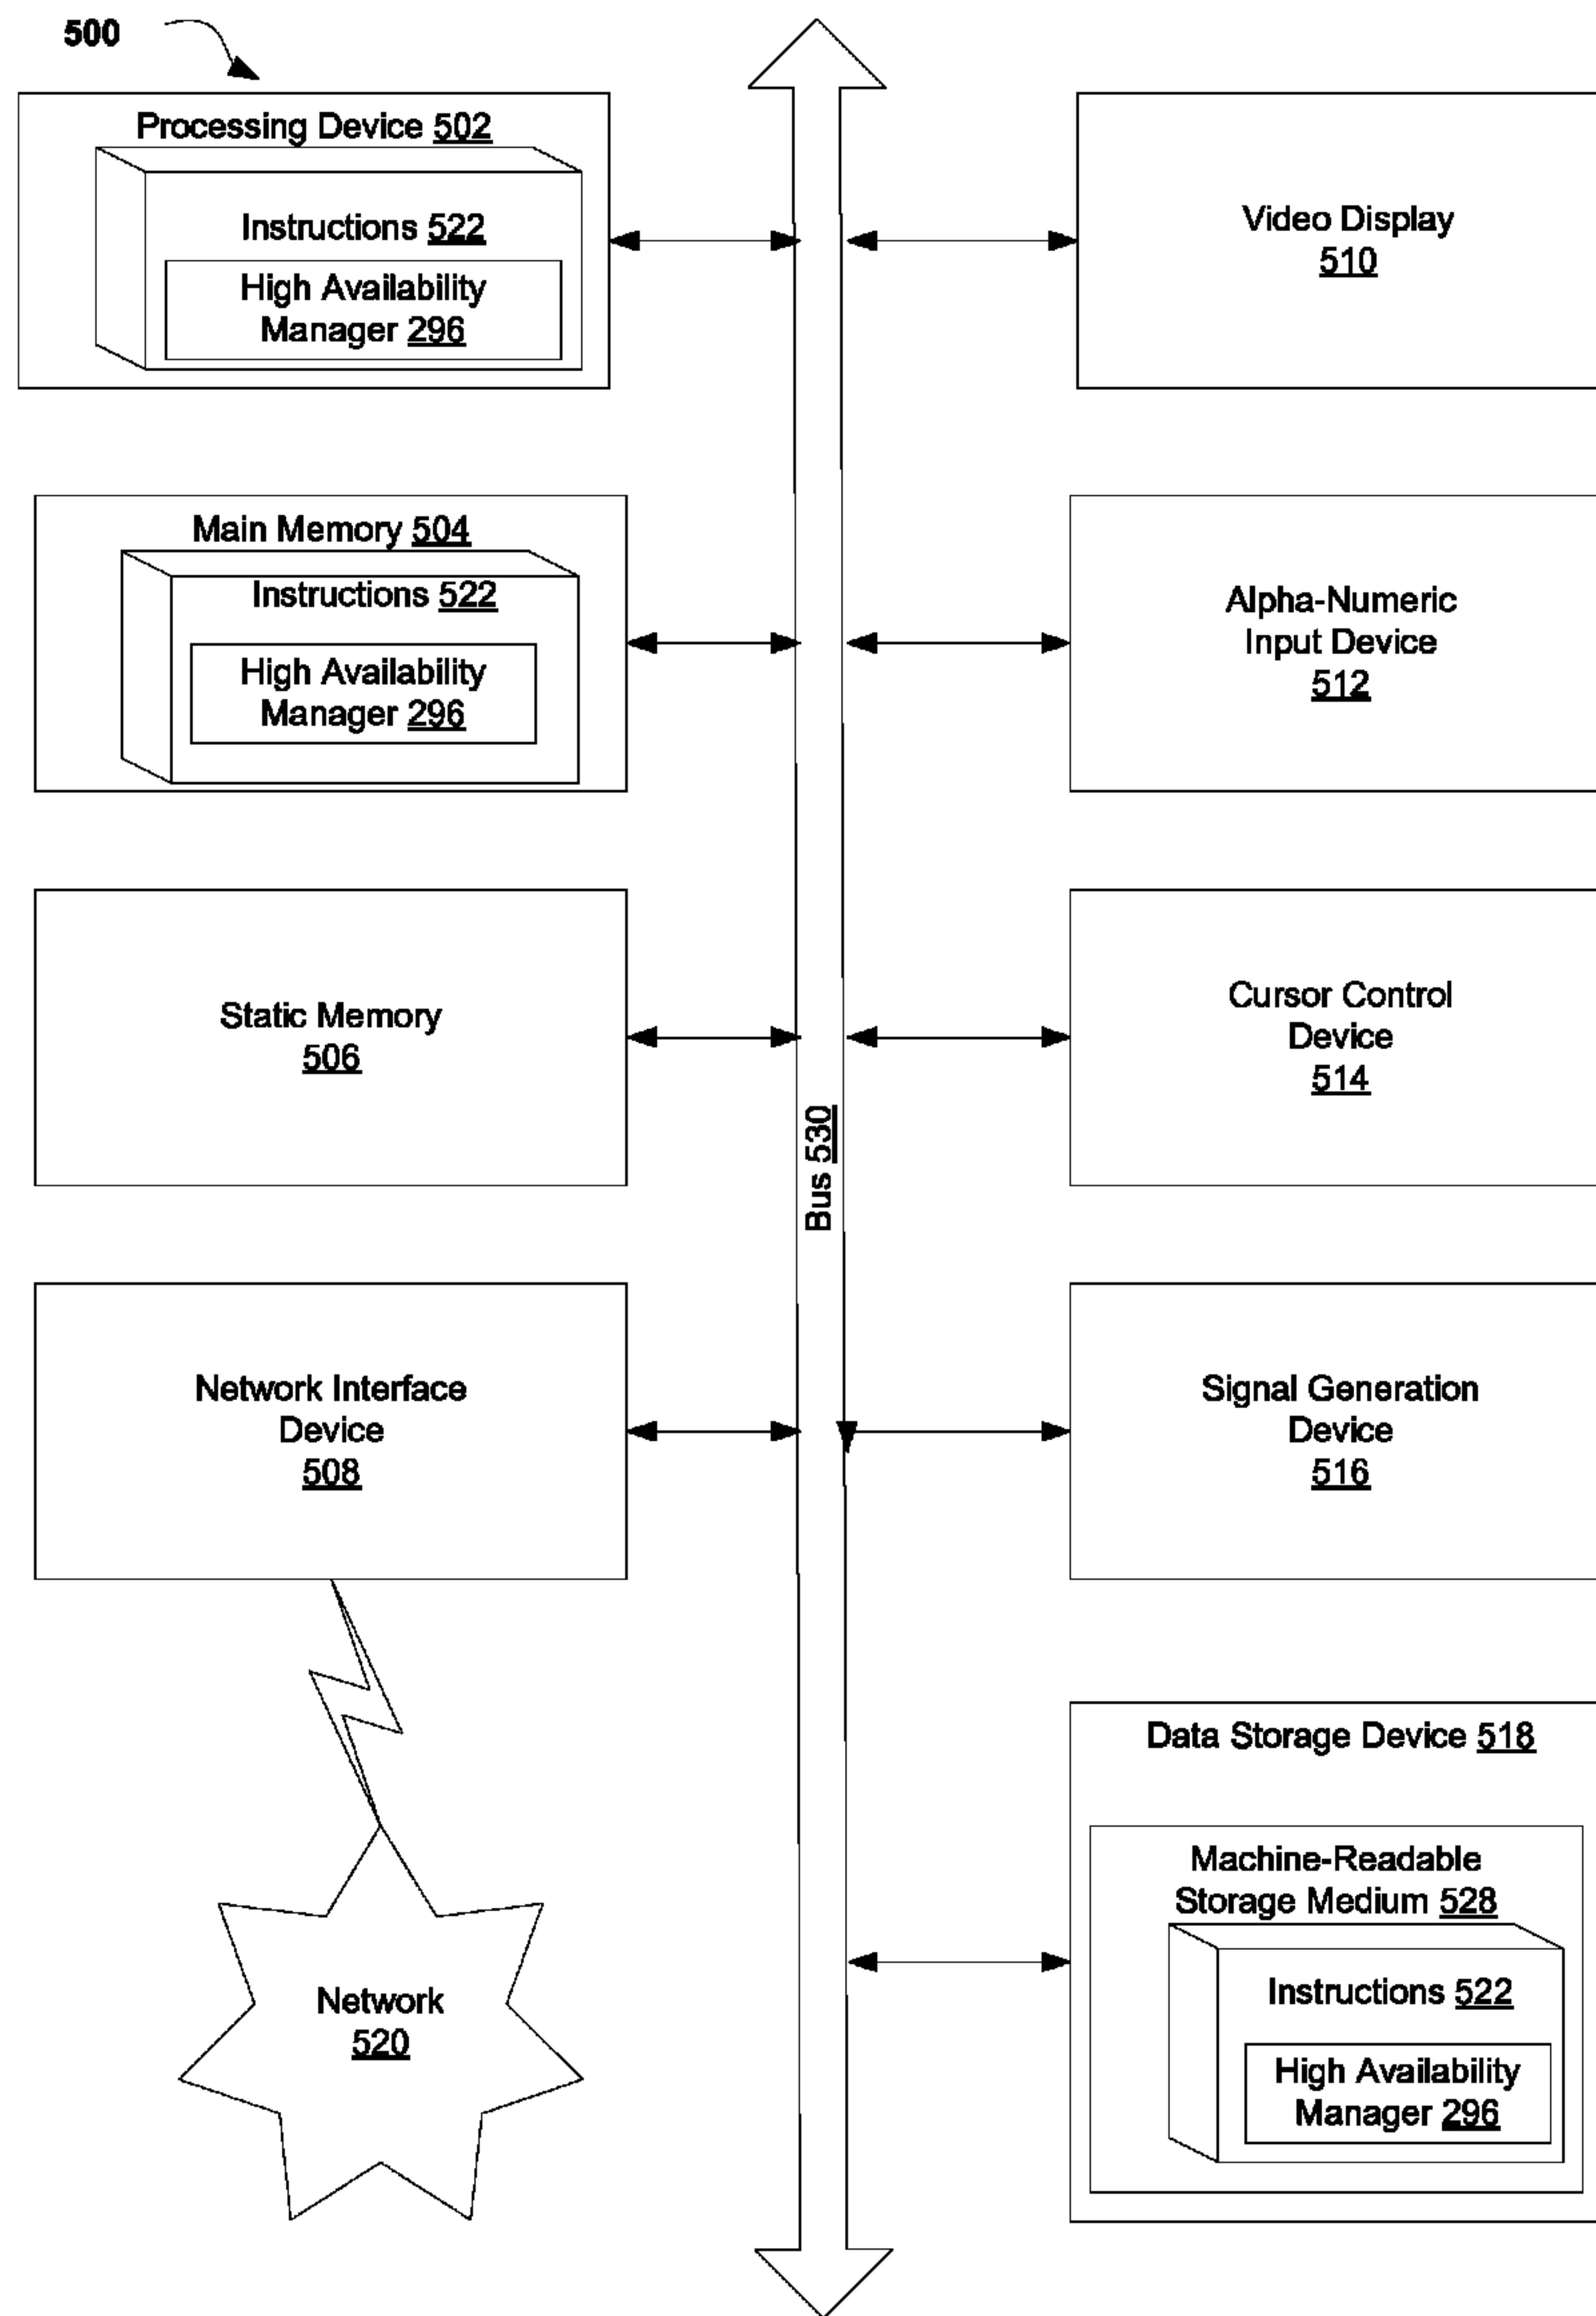 500
Processing Device 502
Instructions 522
High Availability
Manager 296
Video Display
510
Main Memory 504
Instructions 522
High Availability
Manager 296
Alpha-Numeric
Input Device
512
Static Memory
506
Cursor Control
Device
514
Bus 530
Network Interface
Device
508
Signal Generation
Device
516
Data Storage Device 518
Machine-Readable
Storage Medium 528
Instructions 522
High Availability
Manager 296
Network
520